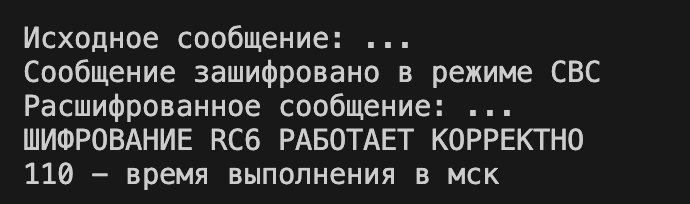 Исходное сообщение: ...
Сообщение зашифровано в режиме CBC
Расшифрованное сообщение: ...
ШИФРОВАНИЕ RC6 РАБОТАЕТ КОРРЕКТНО
110 – время выполнения в мск